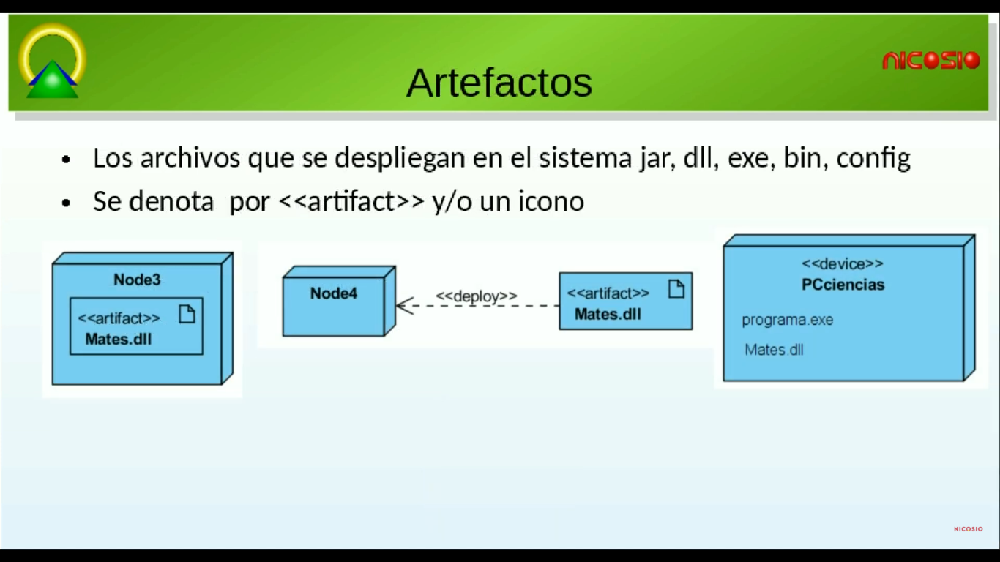 NICOSIO
Artefactos
• Los archivos que se despliegan en el sistema jar, dll, exe, bin, config
• Se denota por <<artifact>> y/o un icono
Node3
<<artifact>>
Mates.dll
Node4
<<deploy>>
<<artifact>>
Mates.dll
<<device>>
PCciencias
programa.exe
Mates.dll
NICOSIO